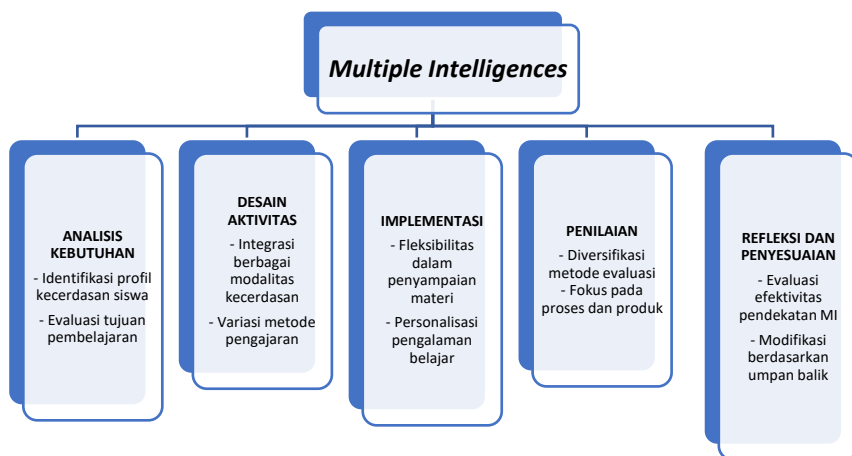 Multiple Intelligences
ANALISIS
KEBUTUHAN
- Identifikasi profil
kecerdasan siswa
- Evaluasi tujuan
pembelajaran
DESAIN
AKTIVITAS
- Integrasi
berbagai
modalitas
kecerdasan
- Variasi metode
pengajaran
IMPLEMENTASI
- Fleksibilitas
dalam
penyampaian
materi
- Personalisasi
pengalaman
belajar
PENILAIAN
- Diversifikasi
metode evaluasi
- Fokus pada
proses dan produk
REFLEKSI DAN
PENYESUAIAN
- Evaluasi
efektivitas
pendekatan MI
- Modifikasi
berdasarkan
umpan balik